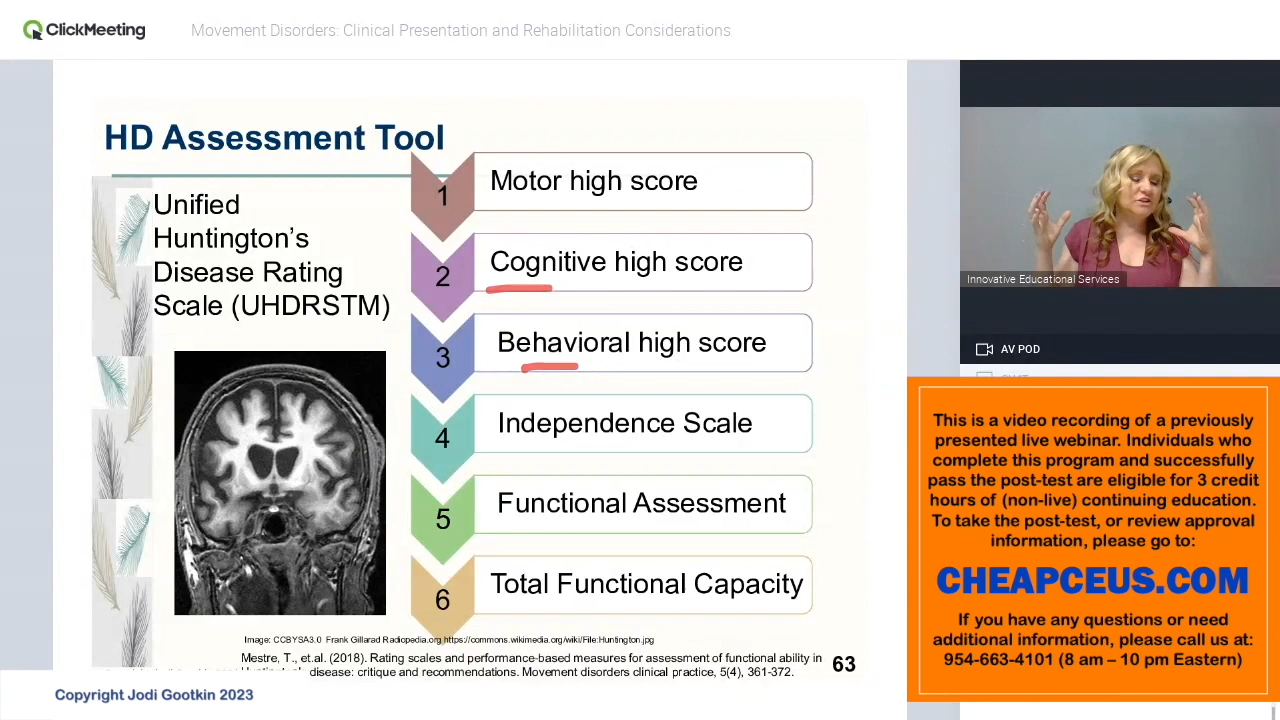 ClickMeeting
Movement Disorders: Clinical Presentation and Rehabilitation Considerations
HD Assessment Tool
Unified
Huntington's
Disease Rating
Scale (UHDRSTM)
1 Motor high score
2 Cognitive high score
3 Behavioral high score
4 Independence Scale
5 Functional Assessment
6 Total Functional Capacity
Image: CCBYSA3.0 Frank Gillarad Radiopedia.org https://commons.wikimedia.org/wiki/File:Huntington.jpg
Mestre, T., et.al. (2018). Rating scales and performance-based measures for assessment of functional ability in
disease: critique and recommendations. Movement disorders clinical practice, 5(4), 361-372.
63
Copyright Jodi Gootkin 2023
Innovative Educational Services
AV POD
This is a video recording of a previously
presented live webinar. Individuals who
complete this program and successfully
pass the post-test are eligible for 3 credit
hours of (non-live) continuing education.
To take the post-test, or review approval
information, please go to:
CHEAPCEUS.COM
If you have any questions or need
additional information, please call us at:
954-663-4101 (8 am – 10 pm Eastern)